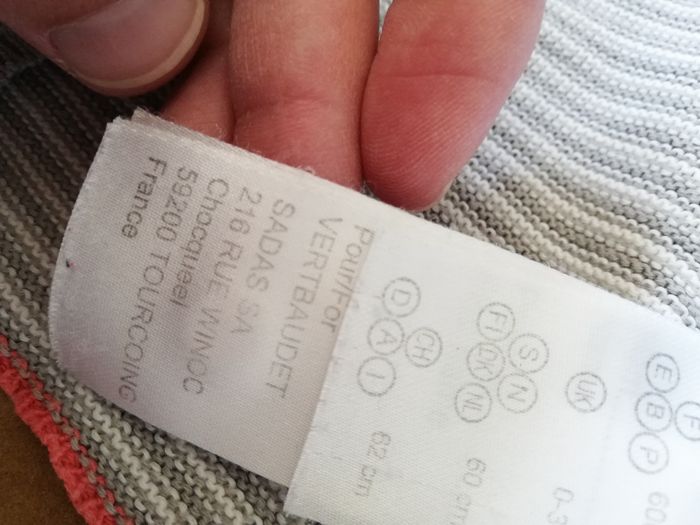 F
E B P 60
UK 0-3
S N
FI DK NL 60 cm
CH
D A I 62 cm
Pour/For
VERTBAUDET
SADAS SA
216 RUE WINOC
Chocqueel
59200 TOURCOING
France